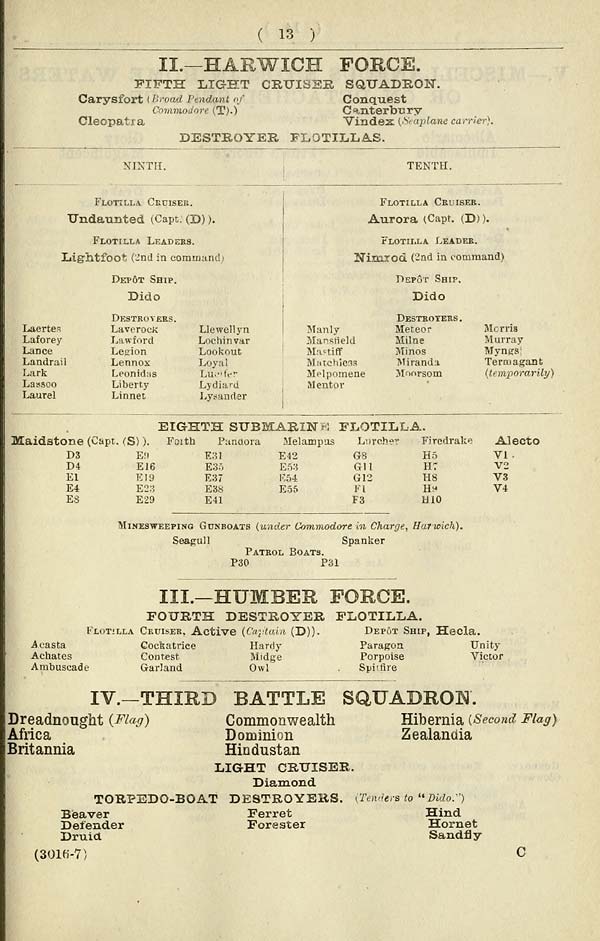 ( 13 )
II.—HARWICH FORCE.
FIFTH LIGHT CRUISER SQUADRON.
Carysfort (Broad Pendant of Commodore (T).) Conquest
Cleopatra Canterbury
Vindex (Seaplane carrier).
DESTROYER FLOTILLAS.
NINTH. TENTH.
FLOTILLA CRUISER. FLOTILLA CRUISER.
Undaunted (Capt. (D)). Aurora (Capt. (D)).
FLOTILLA LEADERS. FLOTILLA LEADER.
Lightfoot (2nd in command) Nimrod (2nd in command)
DEPÔT SHIP. DEPÔT SHIP.
Dido Dido
DESTROYERS. DESTROYERS.
Laertes Laverock Llewellyn Manly Meteor Morris
Laforey Lawford Lochinvar Mansfield Milne Murray
Lance Legion Lookout Mastiff Minos Myngs
Landrail Lennox Loyal Matchless Miranda Termagant
Lark Leonidas Lucifer Melpomene Moorsom (temporarily)
Lassoo Liberty Lydiard Mentor
Laurel Linnet Lysander
EIGHTH SUBMARINE FLOTILLA.
Maidstone (Capt. (S)). Forth Pandora Melampus Lurcher Firedrake Alecto
D3 E9 E31 E42 G8 H5 V1
D4 E16 E35 E53 G11 H7 V2
E1 E19 E37 E54 G12 H8 V3
E4 E23 E38 E55 F1 H9 V4
E8 E29 E41 F3 H10
MINESWEEPING GUNBOATS (under Commodore in Charge, Harwich).
Seagull Spanker
PATROL BOATS.
P30 P31
III.—HUMBER FORCE.
FOURTH DESTROYER FLOTILLA.
FLOTILLA CRUISER, Active (Captain (D)). DEPÔT SHIP, Hecla.
Acasta Cockatrice Hardy Paragon Unity
Achates Contest Midge Porpoise Victor
Ambuscade Garland Owl Spitfire
IV.—THIRD BATTLE SQUADRON.
Dreadnought (Flag) Commonwealth Hibernia (Second Flag)
Africa Dominion Zealandia
Britannia Hindustan
LIGHT CRUISER.
Diamond
TORPEDO-BOAT DESTROYERS. (Tenders to "Dido.")
Beaver Ferret Hind
Defender Forester Hornet
Druid Sandfly
(3016-7) C